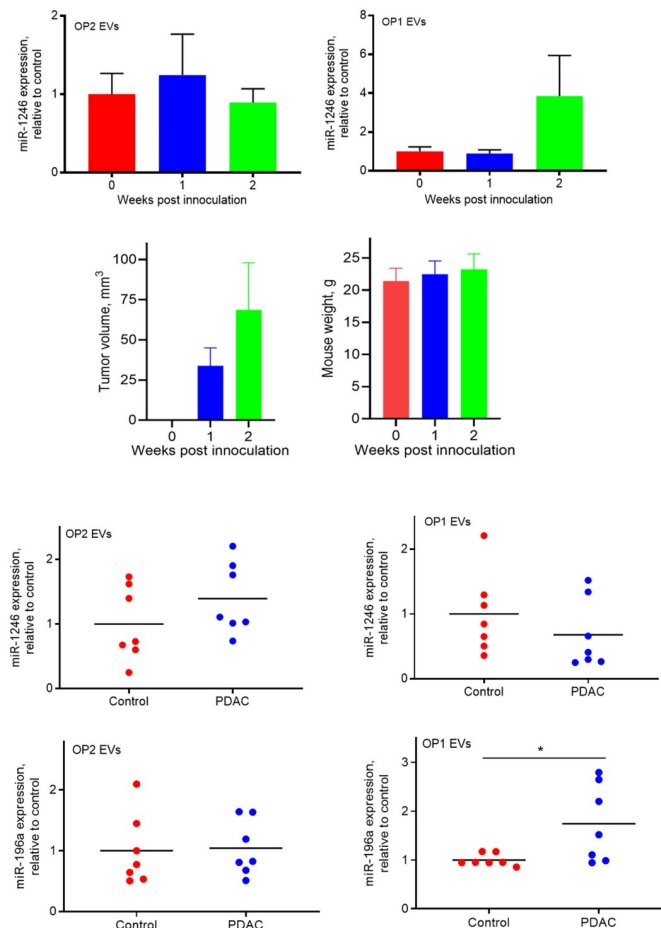 OP2 EVs
miR-1246 expression,
relative to control
2
1
0
0 1 2
Weeks post innoculation
OP1 EVs
miR-1246 expression,
relative to control
8
6
4
2
0
0 1 2
Weeks post innoculation
Tumor volume, mm³
100
75
50
25
0
0 1 2
Weeks post innoculation
Mouse weight, g
25
20
15
10
5
0
0 1 2
Weeks post innoculation
OP2 EVs
miR-1246 expression,
relative to control
2
1
0
Control PDAC
OP1 EVs
miR-1246 expression,
relative to control
2
1
0
Control PDAC
OP2 EVs
miR-196a expression,
relative to control
2
1
0
Control PDAC
OP1 EVs
*
miR-196a expression,
relative to control
3
2
1
0
Control PDAC